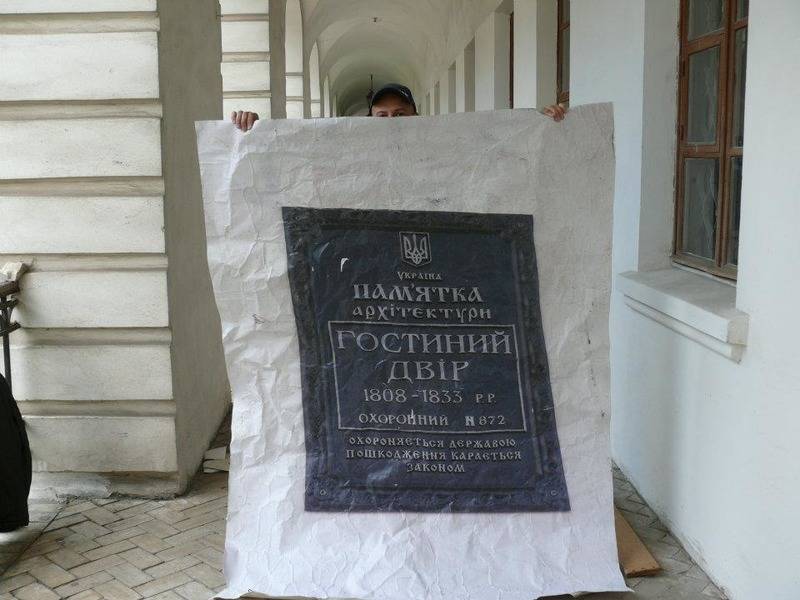 УКРАЇНА
ПАМ'ЯТКА
АРХІТЕКТУРИ
ГОСТИНИЙ
ДВІР
1808-1833 Р.Р.
ОХОРОННИЙ N 872
ОХОРОНЯЄТЬСЯ ДЕРЖАВОЮ
ПОШКОДЖЕННЯ КАРАЄТЬСЯ
ЗАКОНОМ